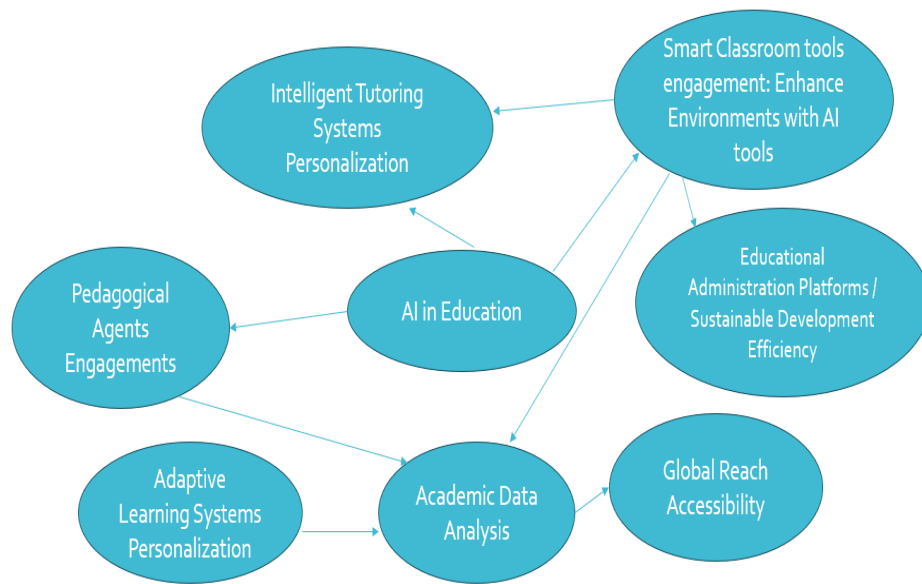 Smart Classroom tools
engagement: Enhance
Environments with AI
tools
Intelligent Tutoring
Systems
Personalization
Educational
Administration Platforms /
Sustainable Development
Efficiency
Pedagogical
Agents
Engagements
AI in Education
Adaptive
Learning Systems
Personalization
Academic Data
Analysis
Global Reach
Accessibility